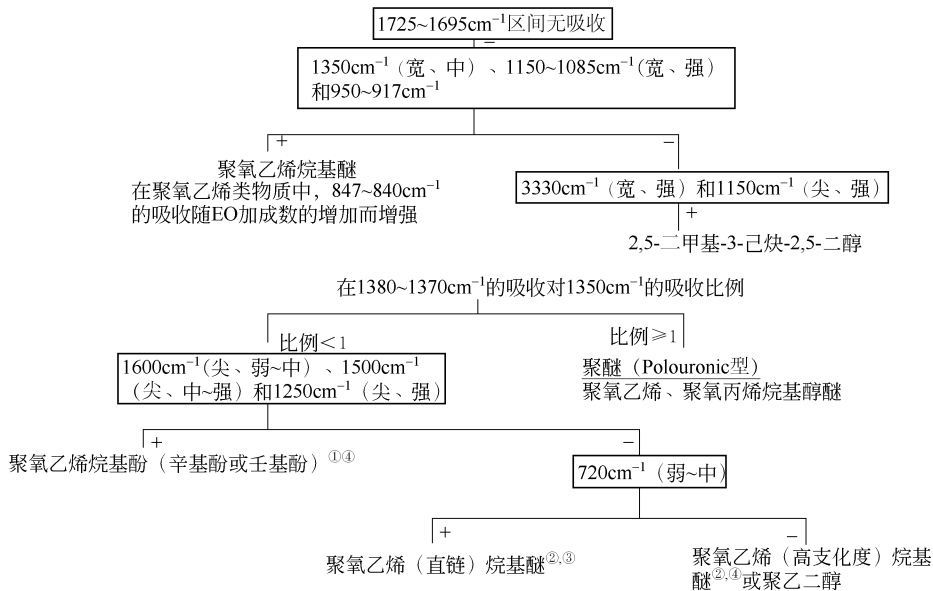 1725~1695cm⁻¹区间无吸收
−
1350cm⁻¹（宽、中）、1150~1085cm⁻¹（宽、强）
和950~917cm⁻¹
+
−
聚氧乙烯烷基醚
在聚氧乙烯类物质中，847~840cm⁻¹
的吸收随EO加成数的增加而增强
3330cm⁻¹（宽、强）和1150cm⁻¹（尖、强）
+
2,5-二甲基-3-己炔-2,5-二醇
在1380~1370cm⁻¹的吸收对1350cm⁻¹的吸收比例
比例＜1
比例≥1
1600cm⁻¹(尖、弱~中）、1500cm⁻¹
（尖、中~强）和1250cm⁻¹（尖、强）
聚醚（Polouronic型）
聚氧乙烯、聚氧丙烯烷基醇醚
+
−
聚氧乙烯烷基酚（辛基酚或壬基酚）①④
720cm⁻¹（弱~中）
+
−
聚氧乙烯（直链）烷基醚②,③
聚氧乙烯（高支化度）烷基
醚②,④或聚乙二醇